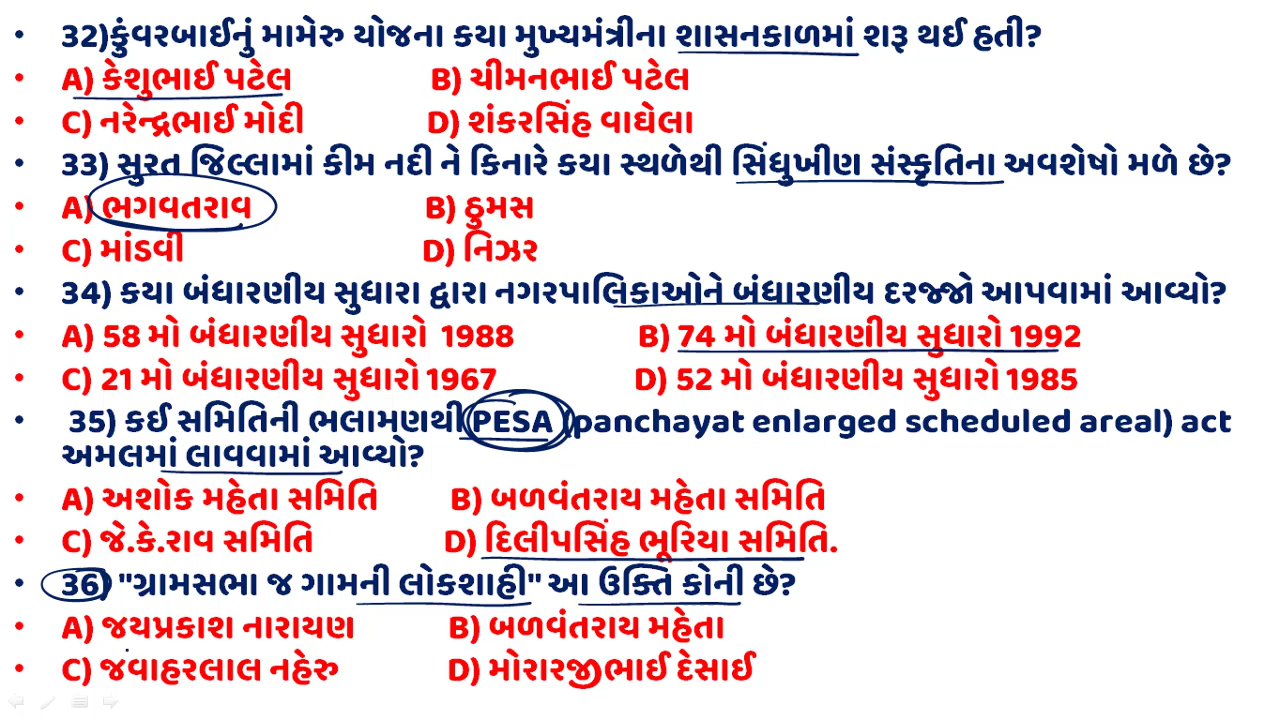 • 32)કુંવરબાઈનું મામેરુ યોજના કયા મુખ્યમંત્રીના શાસનકાળમાં શરૂ થઈ હતી?
• A) કેશુભાઈ પટેલ B) ચીમનભાઈ પટેલ
• C) નરેન્દ્રભાઈ મોદી D) શંકરસિંહ વાઘેલા
• 33) સુરત જિલ્લામાં કીમ નદી ને કિનારે કયા સ્થળેથી સિંધુખીણ સંસ્કૃતિના અવશેષો મળે છે?
• A) ભગવતરાવ B) ડુમસ
• C) માંડવી D) નિઝર
• 34) કયા બંધારણીય સુધારા દ્વારા નગરપાલિકાઓને બંધારણીય દરજ્જો આપવામાં આવ્યો?
• A) 58 મો બંધારણીય સુધારો 1988 B) 74 મો બંધારણીય સુધારો 1992
• C) 21 મો બંધારણીય સુધારો 1967 D) 52 મો બંધારણીય સુધારો 1985
• 35) કઈ સમિતિની ભલામણથી PESA (panchayat enlarged scheduled areal) act
અમલમાં લાવવામાં આવ્યો?
• A) અશોક મહેતા સમિતિ B) બળવંતરાય મહેતા સમિતિ
• C) જે.કે.રાવ સમિતિ D) દિલીપસિંહ ભૂરિયા સમિતિ.
• 36) "ગ્રામસભા જ ગામની લોકશાહી" આ ઉક્તિ કોની છે?
• A) જયપ્રકાશ નારાયણ B) બળવંતરાય મહેતા
• C) જવાહરલાલ નહેરુ D) મોરારજીભાઈ દેસાઈ